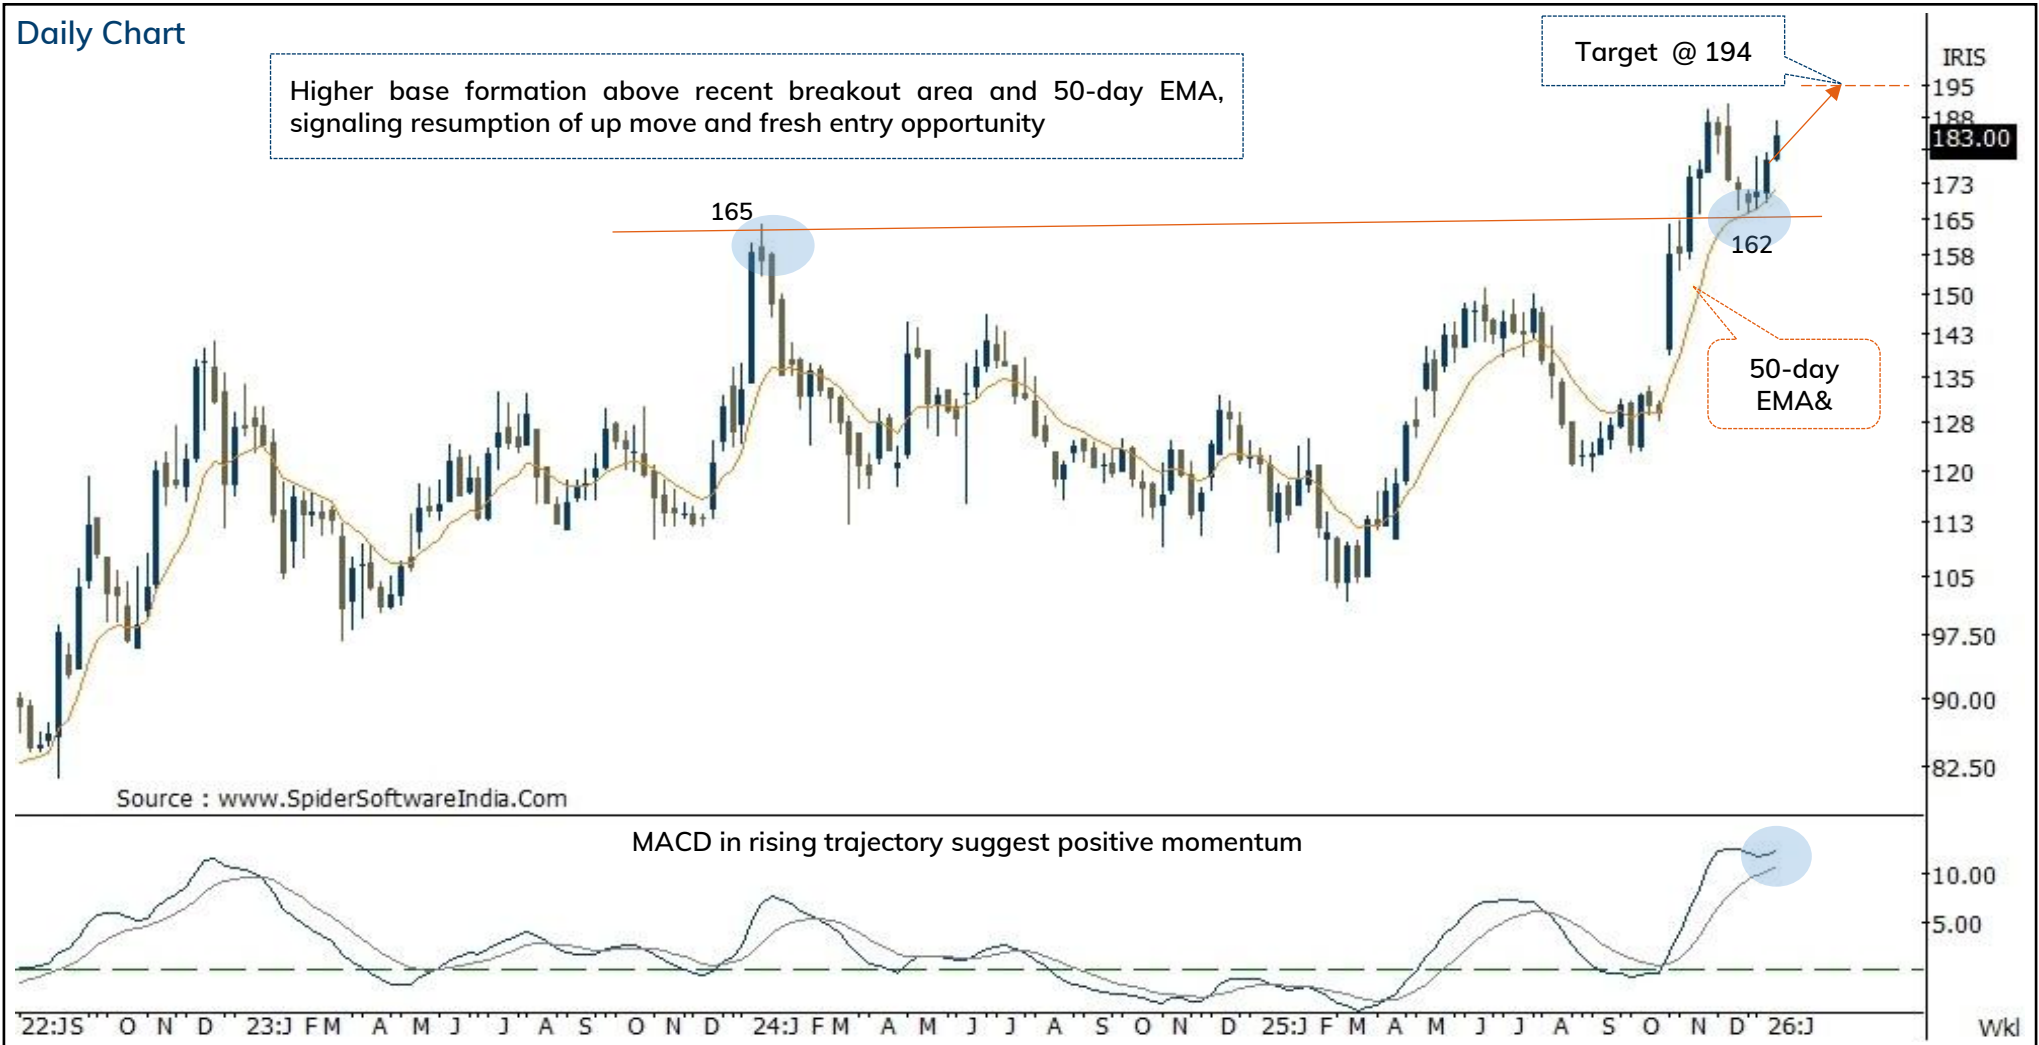 Daily Chart
Higher base formation above recent breakout area and 50-day EMA,
signaling resumption of up move and fresh entry opportunity
Target @ 194
IRIS
195
188
183.00
173
165
158
150
143
135
128
120
113
105
97.50
90.00
82.50
165
162
50-day
EMA&
Source : www.SpiderSoftwareIndia.Com
MACD in rising trajectory suggest positive momentum
10.00
5.00
22:JS O N D 23:J F M A M J J A S O N D 24:J F M A M J J A S O N D 25:J F M A M J J A S O N D 26:J Wkl